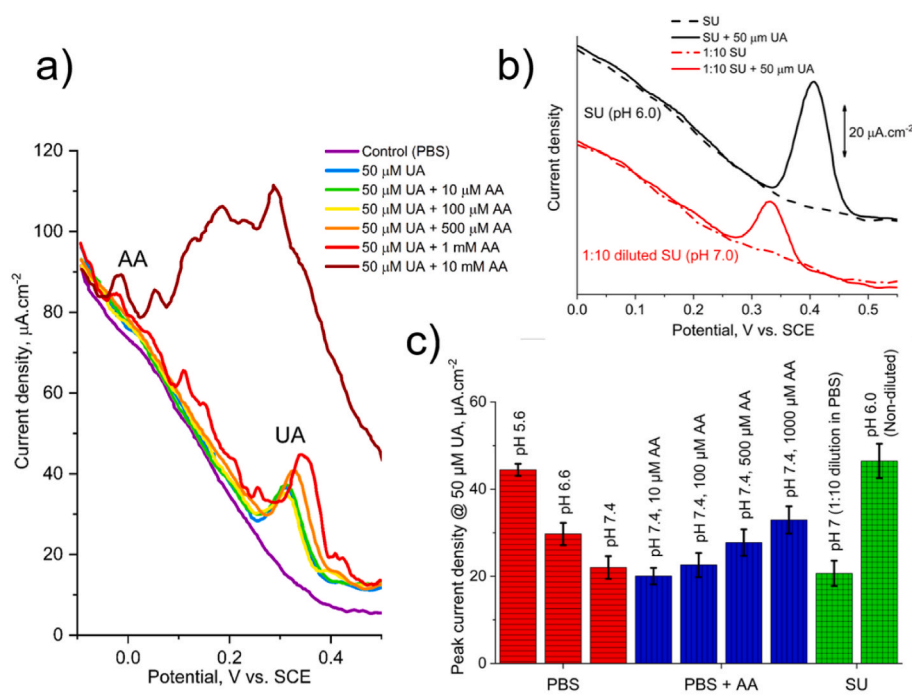 a)
120
100
80
60
40
20
0
Current density, µA.cm⁻²
0.0
0.2
0.4
Potential, V vs. SCE
Control (PBS)
50 µM UA
50 µM UA + 10 µM AA
50 µM UA + 100 µM AA
50 µM UA + 500 µM AA
50 µM UA + 1 mM AA
50 µM UA + 10 mM AA
AA
UA
b)
SU
SU + 50 µm UA
1:10 SU
1:10 SU + 50 µm UA
SU (pH 6.0)
20 µA.cm⁻²
1:10 diluted SU (pH 7.0)
Current density
0.0
0.1
0.2
0.3
0.4
0.5
Potential, V vs. SCE
c)
60
40
20
0
Peak current density @ 50 µM UA, µA.cm⁻²
pH 5.6
pH 6.6
pH 7.4
pH 7.4, 10 µM AA
pH 7.4, 100 µM AA
pH 7.4, 500 µM AA
pH 7.4, 1000 µM AA
pH 7 (1:10 dilution in PBS)
pH 6.0
(Non-diluted)
PBS
PBS + AA
SU